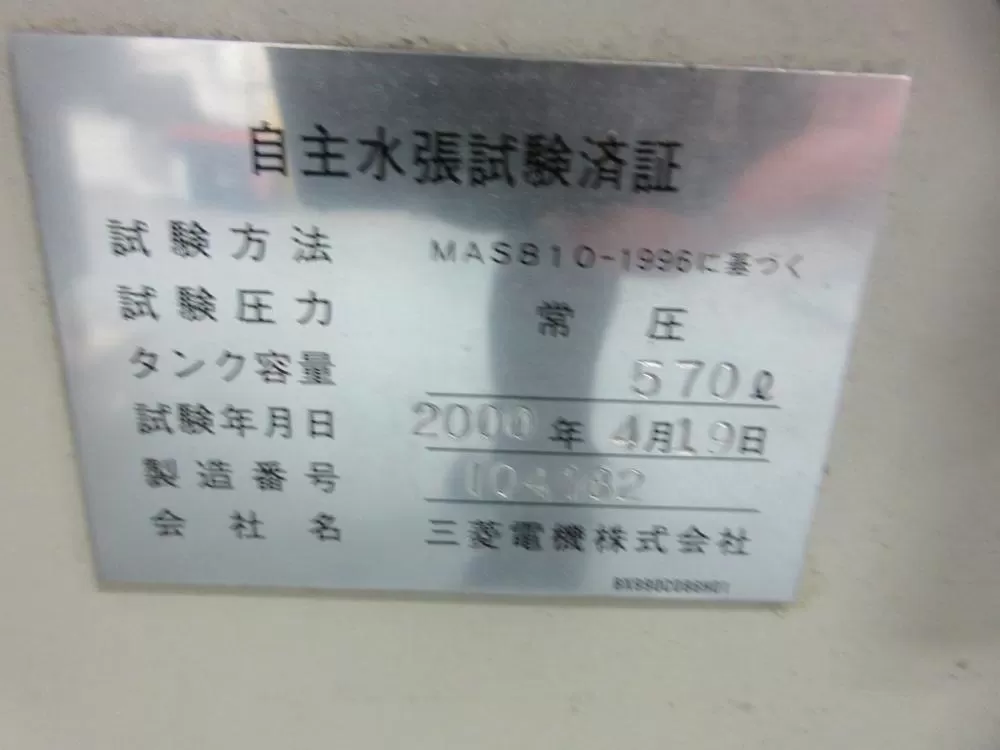 自主水張試験済証
試験方法 MAS810-1996に基づく
試験圧力 常圧
タンク容量 570ℓ
試験年月日 2000年 4月19日
製造番号 104182
会社名 三菱電機株式会社